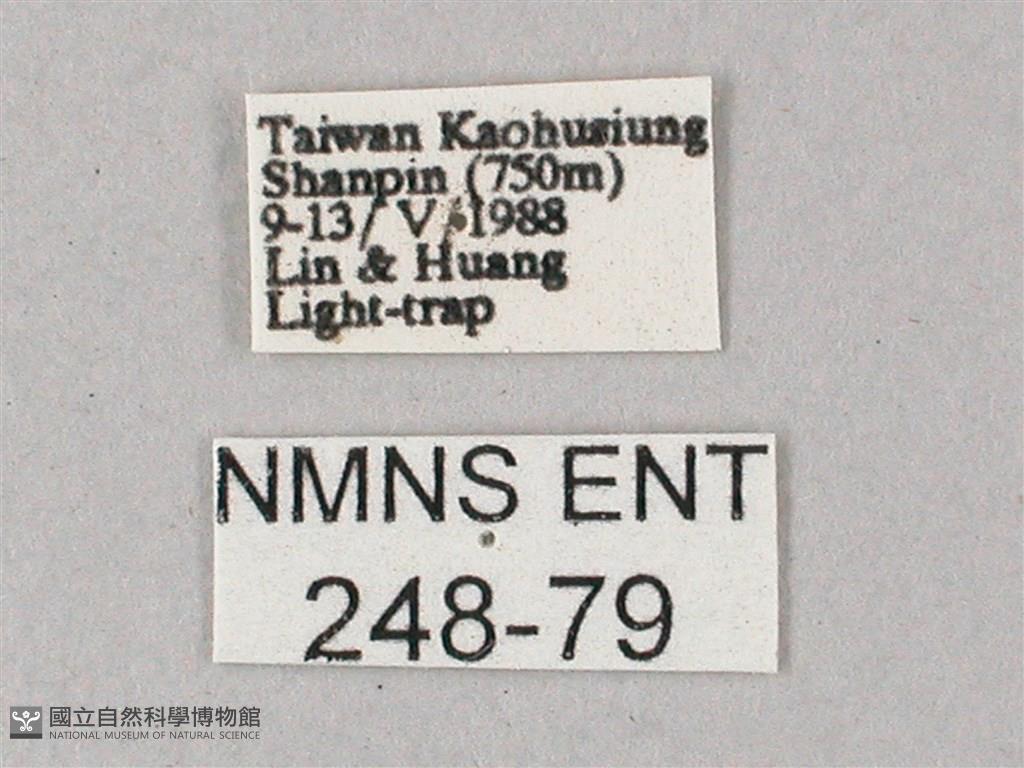 Taiwan Kaohusiung
Shanpin (750m)
9-13/ V/1988
Lin & Huang
Light-trap
NMNS ENT
248-79
國立自然科學博物館
NATIONAL MUSEUM OF NATURAL SCIENCE